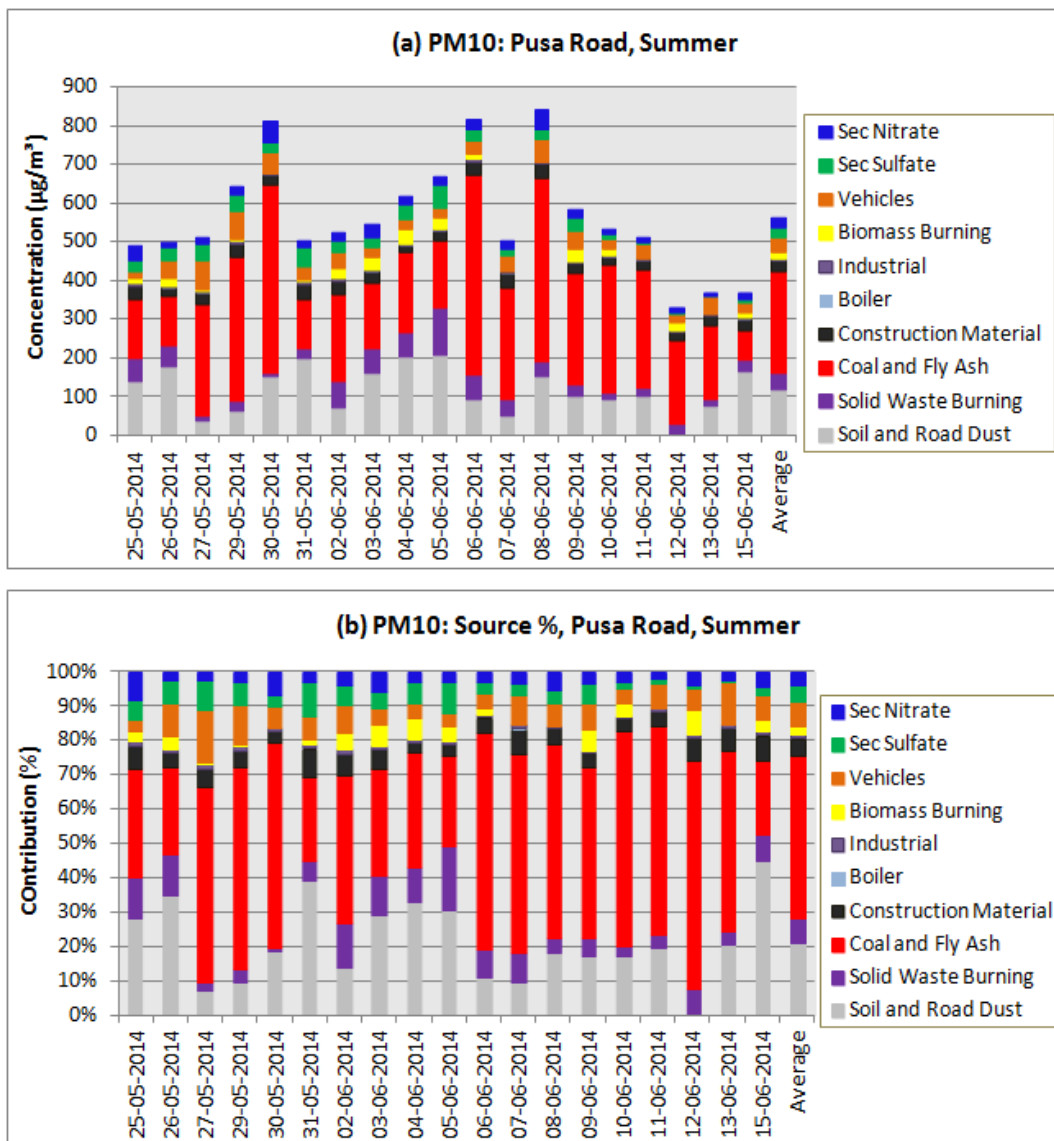 (a) PM10: Pusa Road, Summer
Concentration (µg/m³)
900
800
700
600
500
400
300
200
100
0
25-05-2014
26-05-2014
27-05-2014
29-05-2014
30-05-2014
31-05-2014
02-06-2014
03-06-2014
04-06-2014
05-06-2014
06-06-2014
07-06-2014
08-06-2014
09-06-2014
10-06-2014
11-06-2014
12-06-2014
13-06-2014
15-06-2014
Average
Sec Nitrate
Sec Sulfate
Vehicles
Biomass Burning
Industrial
Boiler
Construction Material
Coal and Fly Ash
Solid Waste Burning
Soil and Road Dust
(b) PM10: Source %, Pusa Road, Summer
COntribution (%)
100%
90%
80%
70%
60%
50%
40%
30%
20%
10%
0%
25-05-2014
26-05-2014
27-05-2014
29-05-2014
30-05-2014
31-05-2014
02-06-2014
03-06-2014
04-06-2014
05-06-2014
06-06-2014
07-06-2014
08-06-2014
09-06-2014
10-06-2014
11-06-2014
12-06-2014
13-06-2014
15-06-2014
Average
Sec Nitrate
Sec Sulfate
Vehicles
Biomass Burning
Industrial
Boiler
Construction Material
Coal and Fly Ash
Solid Waste Burning
Soil and Road Dust